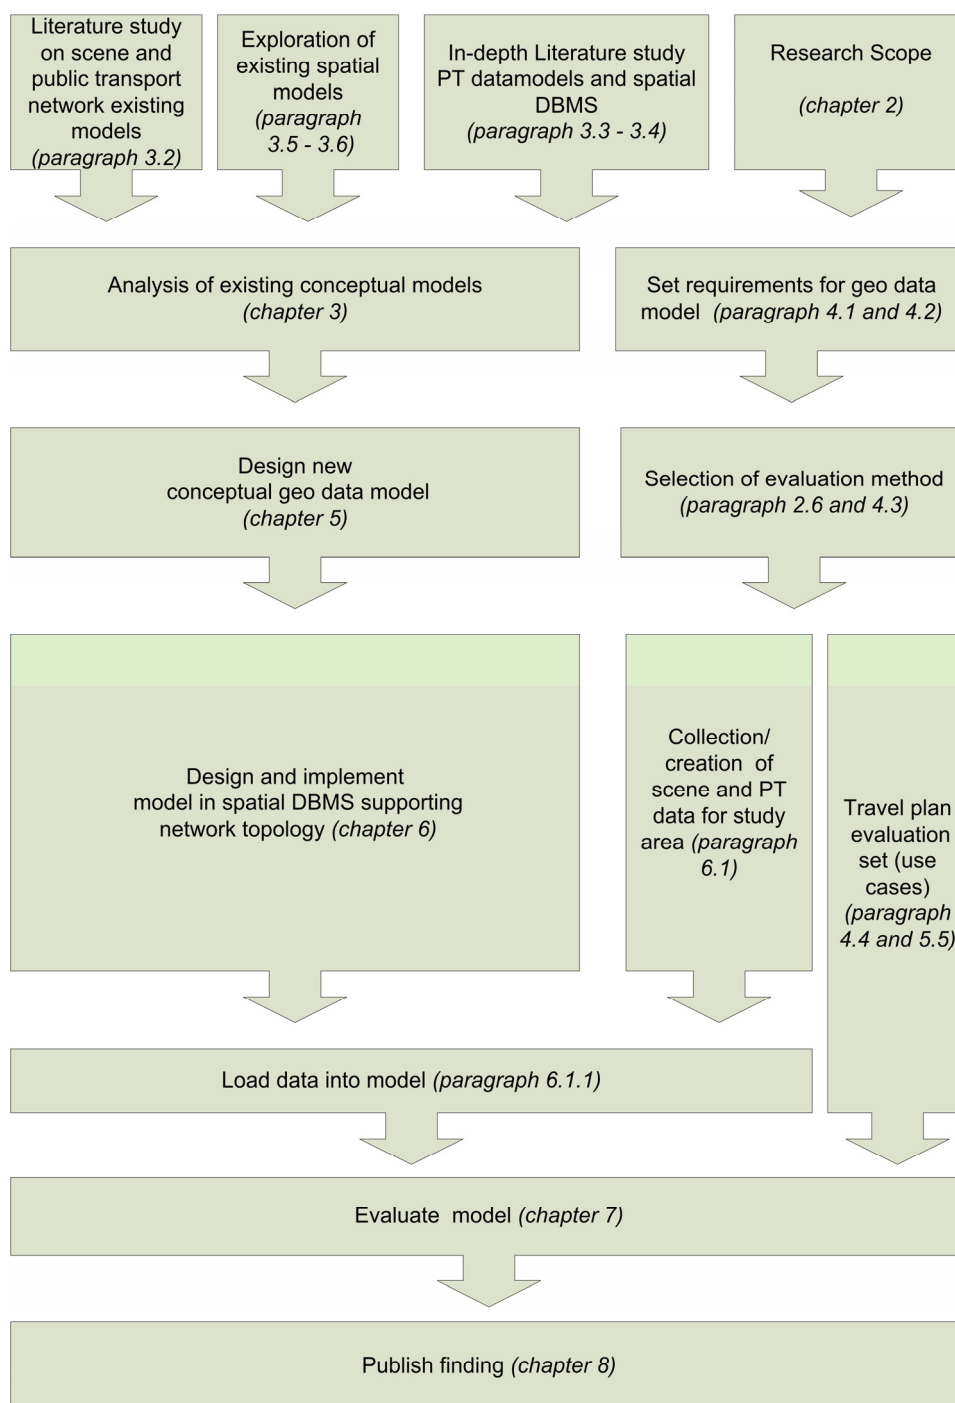 Literature study
on scene and
public transport
network existing
models
(paragraph 3.2)
Exploration of
existing spatial
models
(paragraph
3.5 - 3.6)
In-depth Literature study
PT datamodels and spatial
DBMS
(paragraph 3.3 - 3.4)
Research Scope
(chapter 2)
Analysis of existing conceptual models
(chapter 3)
Set requirements for geo data
model (paragraph 4.1 and 4.2)
Design new
conceptual geo data model
(chapter 5)
Selection of evaluation method
(paragraph 2.6 and 4.3)
Design and implement
model in spatial DBMS supporting
network topology (chapter 6)
Collection/
creation of
scene and PT
data for study
area (paragraph
6.1)
Travel plan
evaluation
set (use
cases)
(paragraph
4.4 and 5.5)
Load data into model (paragraph 6.1.1)
Evaluate model (chapter 7)
Publish finding (chapter 8)